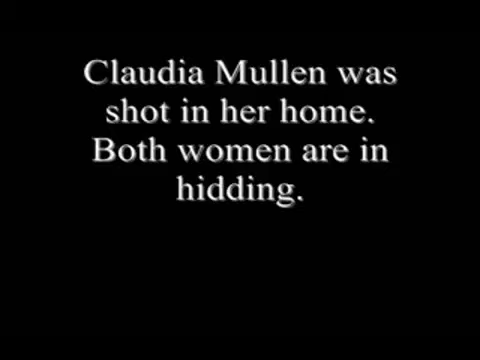 Claudia Mullen was
shot in her home.
Both women are in
hidding.